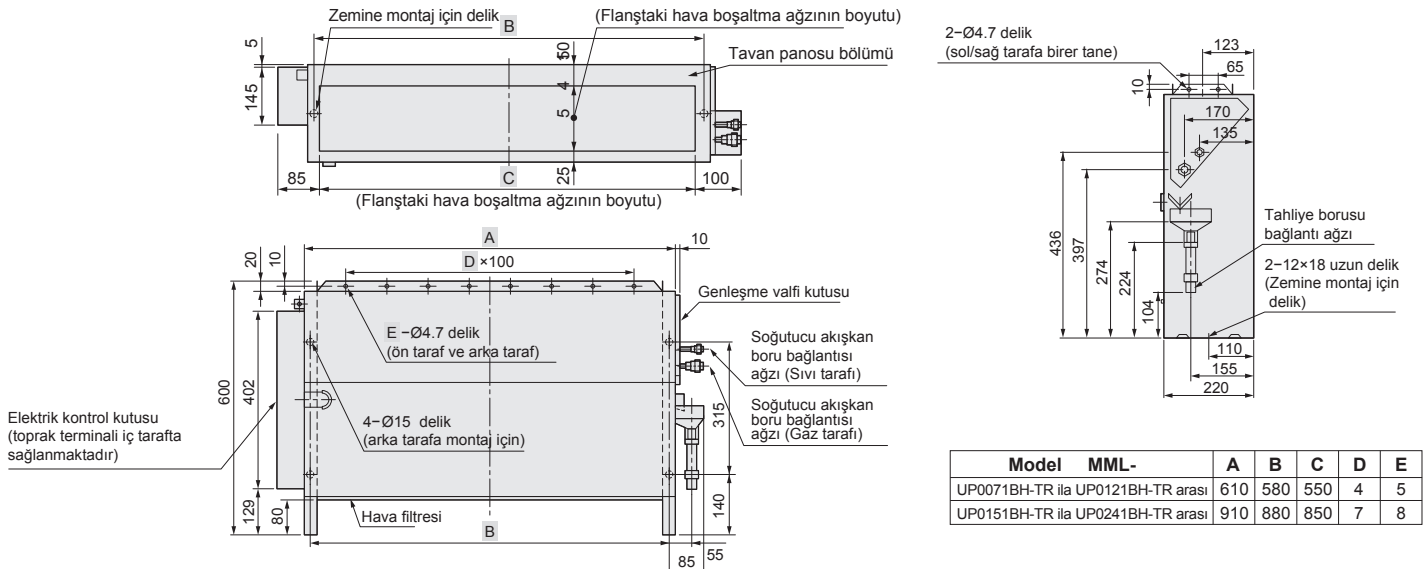 Zemine montaj için delik
B
(Flanştaki hava boşaltma ağzının boyutu)
Tavan panosu bölümü
5
145
50
4
5
25
85
C
100
(Flanştaki hava boşaltma ağzının boyutu)
A
10
D ×100
20
10
Genleşme valfi kutusu
E −Ø4.7 delik
(ön taraf ve arka taraf)
Soğutucu akışkan
boru bağlantısı
ağzı (Sıvı tarafı)
600
402
315
Elektrik kontrol kutusu
(toprak terminali iç tarafta
sağlanmaktadır)
4−Ø15 delik
(arka tarafa montaj için)
Soğutucu akışkan
boru bağlantısı
ağzı (Gaz tarafı)
129
80
Hava filtresi
140
B
55
85
2−Ø4.7 delik
(sol/sağ tarafa birer tane)
123
65
10
170
135
436
397
274
224
104
Tahliye borusu
bağlantı ağzı
2−12×18 uzun delik
(Zemine montaj için
delik)
110
155
220
Model MML- A B C D E
UP0071BH-TR ila UP0121BH-TR arası 610 580 550 4 5
UP0151BH-TR ila UP0241BH-TR arası 910 880 850 7 8